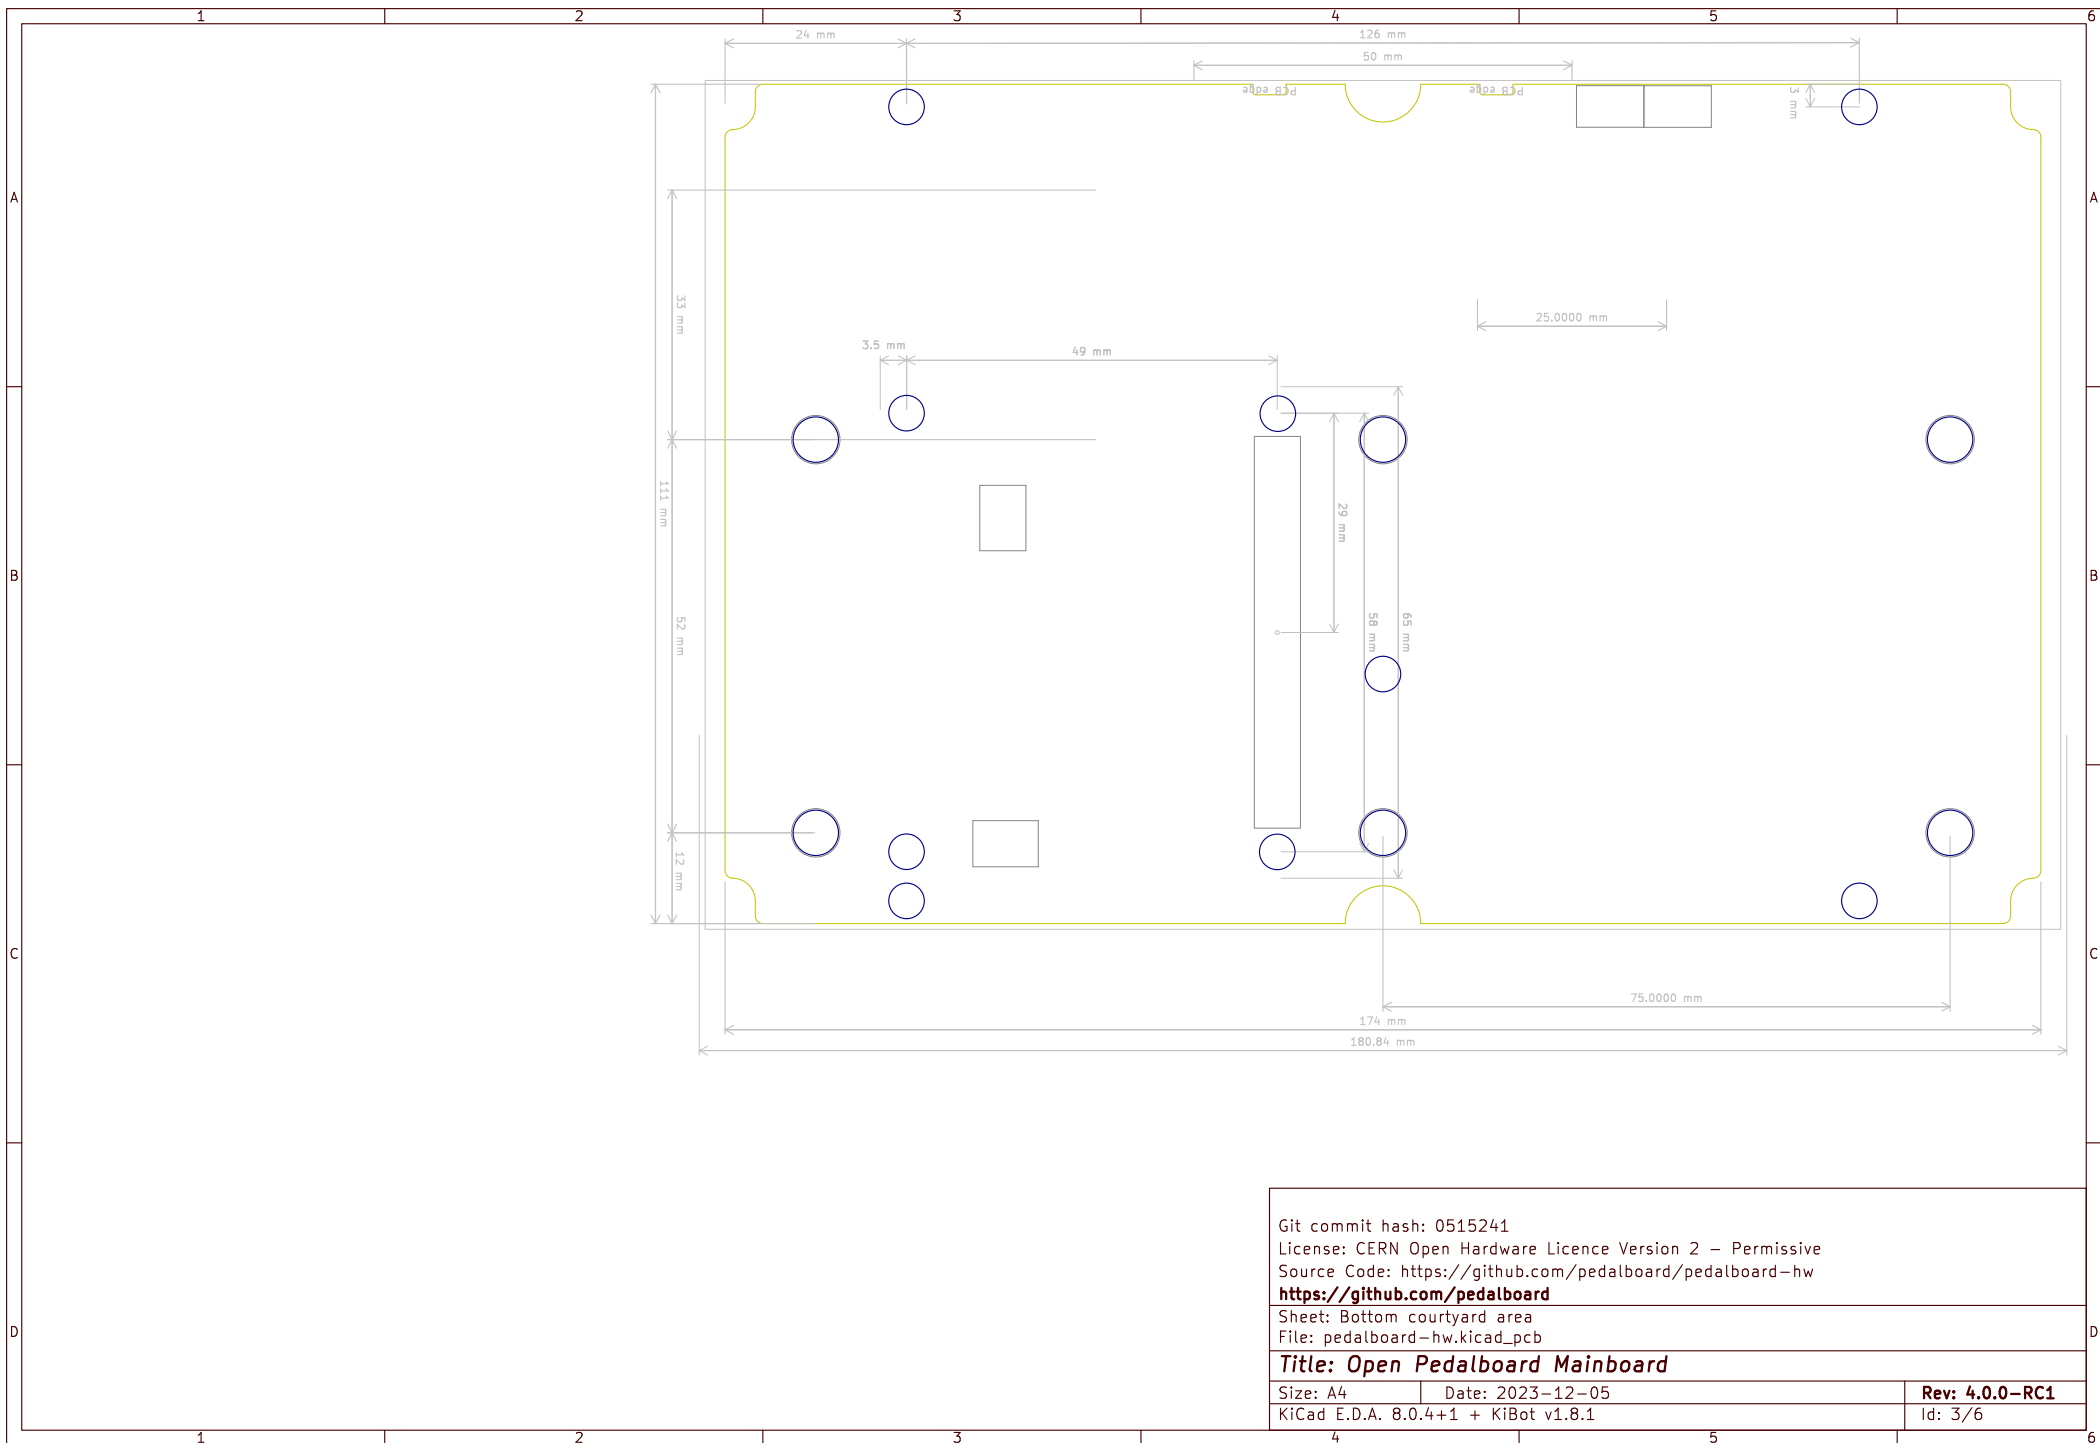 1 2 3 4 5 6
24 mm
126 mm
50 mm
PCB edge
PCB edge
3 mm
A
A
33 mm
25.0000 mm
3.5 mm
49 mm
111 mm
29 mm
B
B
52 mm
58 mm
65 mm
12 mm
C
C
75.0000 mm
174 mm
180.84 mm
Git commit hash: 0515241
License: CERN Open Hardware Licence Version 2 - Permissive
Source Code: https://github.com/pedalboard/pedalboard-hw
https://github.com/pedalboard
Sheet: Bottom courtyard area
File: pedalboard-hw.kicad_pcb
D
D
Title: Open Pedalboard Mainboard
Size: A4 Date: 2023-12-05 Rev: 4.0.0-RC1
KiCad E.D.A. 8.0.4+1 + KiBot v1.8.1 Id: 3/6
1 2 3 4 5 6